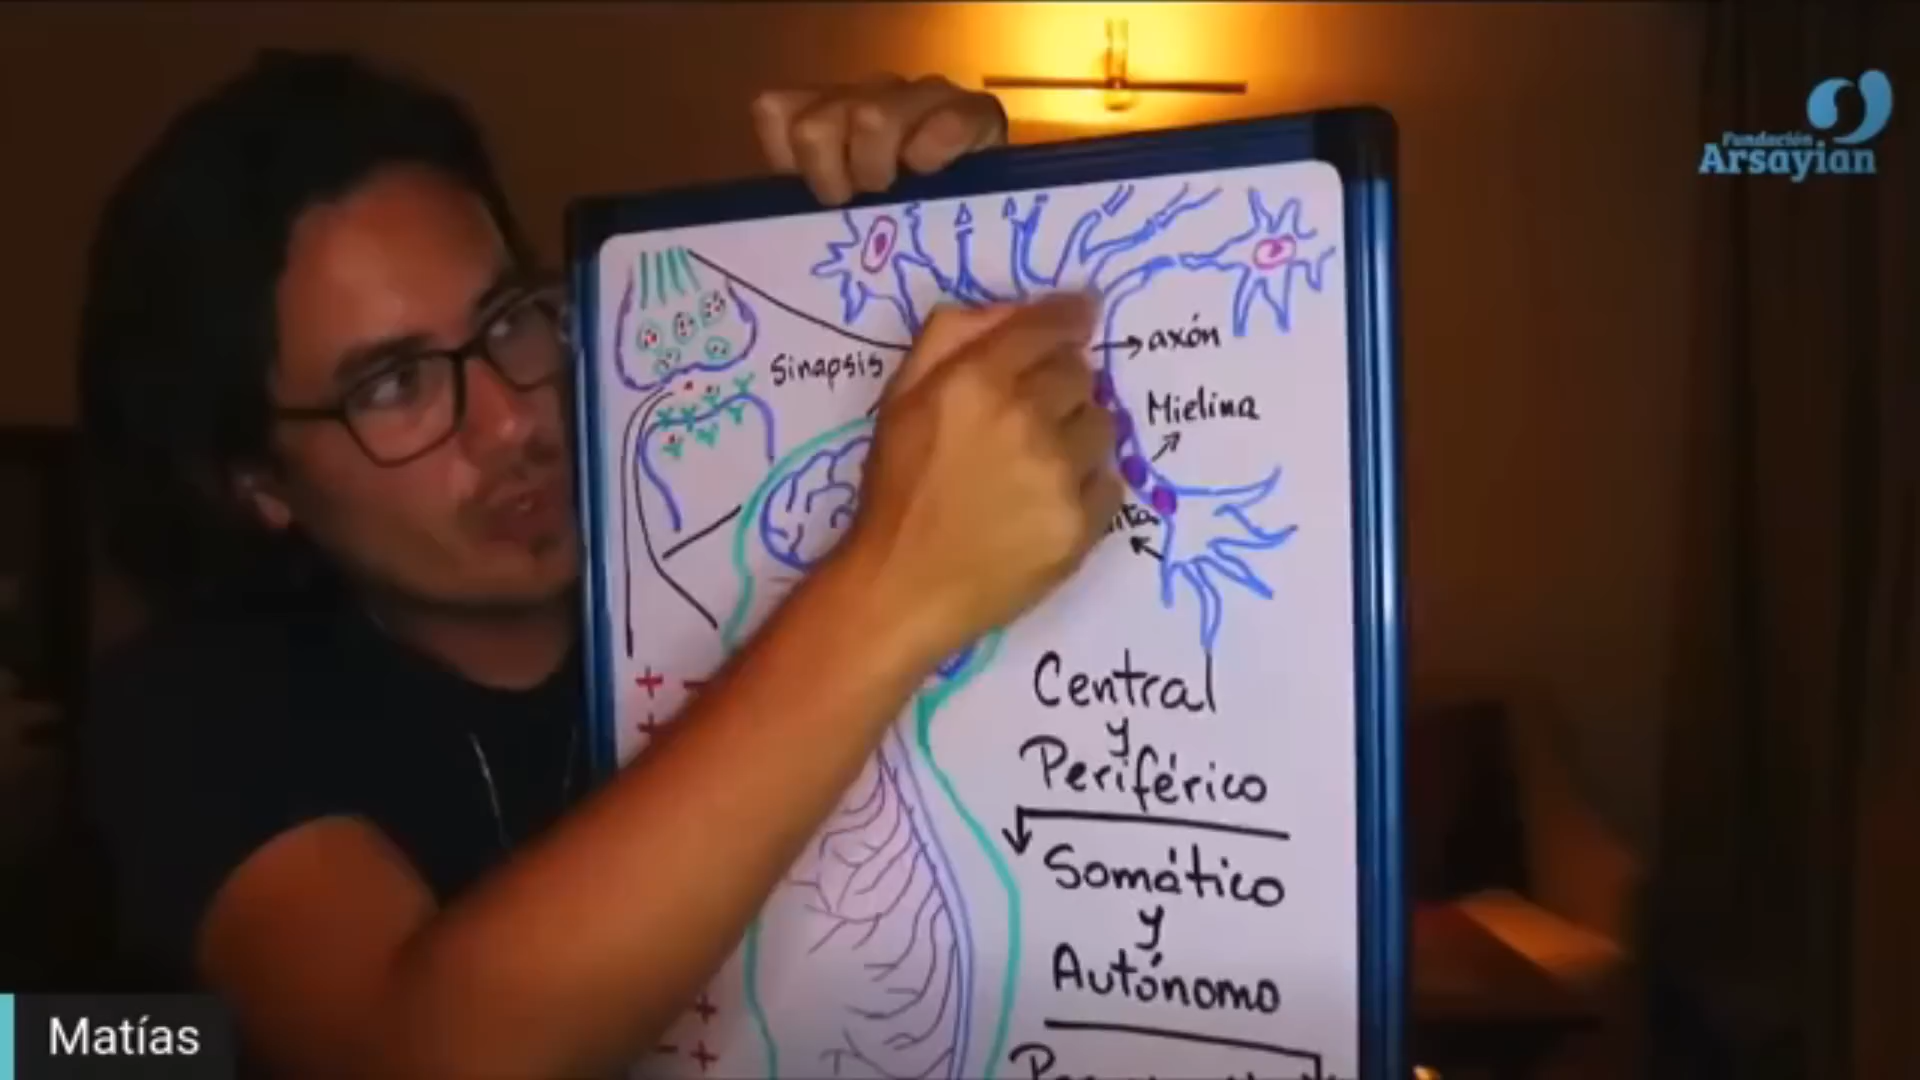 Fundación
Arsayian
Sinapsis
axón
Mielina
Central
y
Periférico
Somático
y
Autónomo
Matías